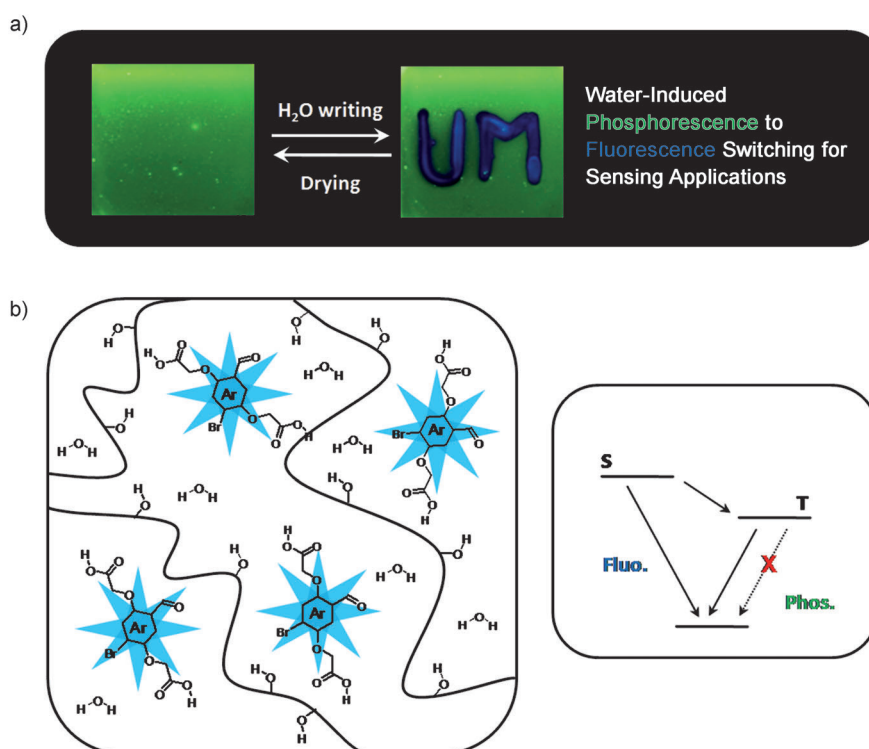 a)
H₂O writing
Drying
UM
Water-Induced
Phosphorescence to
Fluorescence Switching for
Sensing Applications
b)
H O
H O
H O
H O O O
H O H
Ar
Br O O H
O
H O H
H O
O
O
Br Ar O
O
O
O H
H O H
H O
H O H
H O
H O
H O
H O O O
O
Ar
Br O
O
O H
H O H
H O
H O O
O
O
Ar
Br O
O
O H
H O H
H O
H O H
H O
O H
S
T
Fluo.
X
Phos.